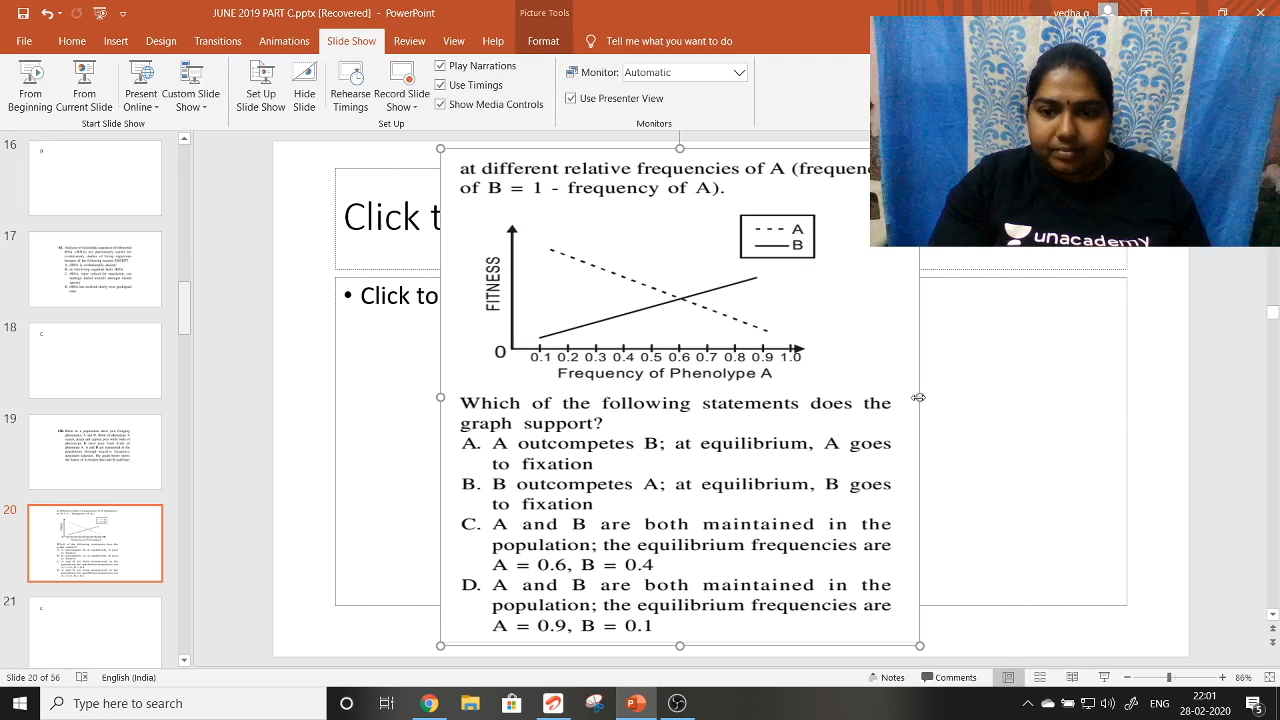 JUNE 2019 PART C.pptx [Recovered] - PowerPoint
Picture Tools
vedha
File Home Insert Design Transitions Animations Slide Show Review View Help Format Tell me what you want to do
From Beginning
From Current Slide
Present Online
Custom Slide Show
Set Up Slide Show
Hide Slide
Rehearse Timings
Record Slide Show
Play Narrations
Use Timings
Show Media Controls
Monitor: Automatic
Use Presenter View
Start Slide Show
Set Up
Monitors
unacademy
16
17
18
19
20
21
Click t
• Click to
at different relative frequencies of A (frequen
of B = 1 - frequency of A).
A
B
FITNESS
O
0.1 0.2 0.3 0.4 0.5 0.6 0.7 0.8 0.9 1.0
Frequency of Phenolype A
Which of the following statements does the
graph support?
A. A outcompetes B; at equilibrium, A goes
to fixation
B. B outcompetes A; at equilibrium, B goes
to fixation
C. A and B are both maintained in the
population; the equilibrium frequencies are
A = 0.6, B = 0.4
D. A and B are both maintained in the
population; the equilibrium frequencies are
A = 0.9, B = 0.1
Slide 20 of 56 English (India)
Notes Comments 86%
Type here to search
22:01
28-02-2020
5